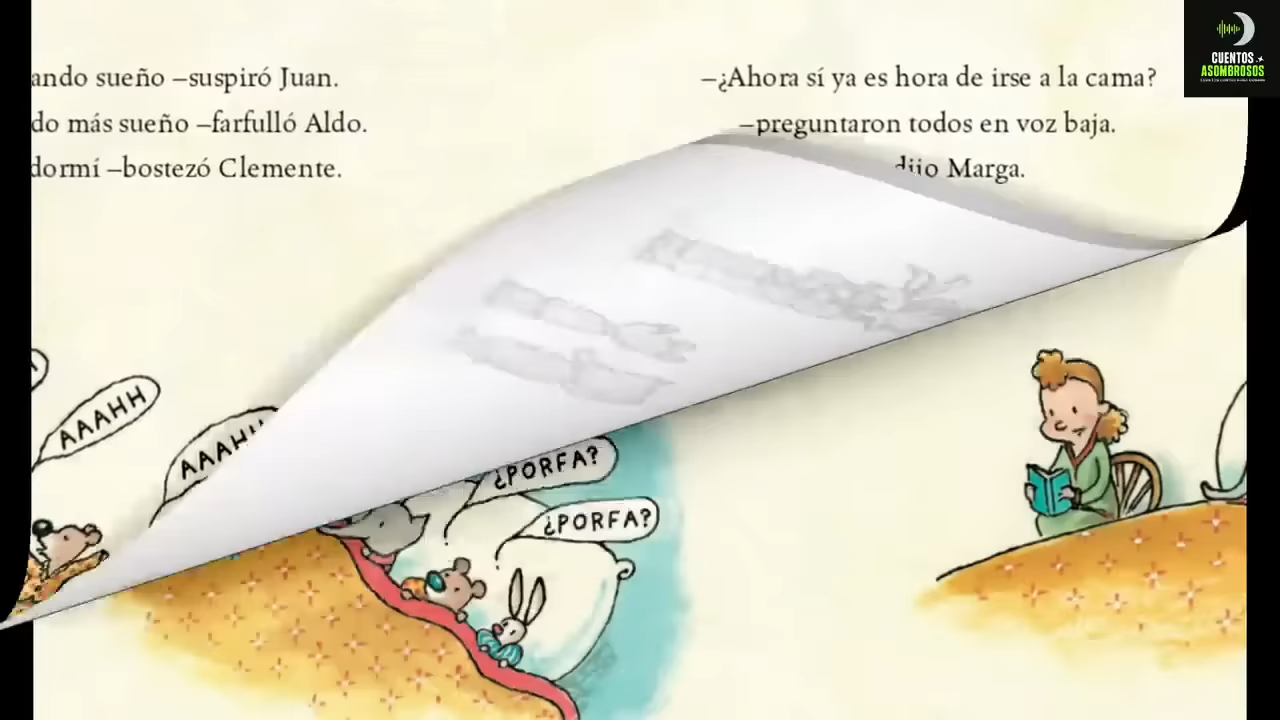 ando sueño –suspiró Juan.
do más sueño –farfulló Aldo.
dormí –bostezó Clemente.
–¿Ahora sí ya es hora de irse a la cama?
–preguntaron todos en voz baja.
dijo Marga.
AAAHH
AAAHH
¿PORFA?
¿PORFA?
CUENTOS
ASOMBROSOS